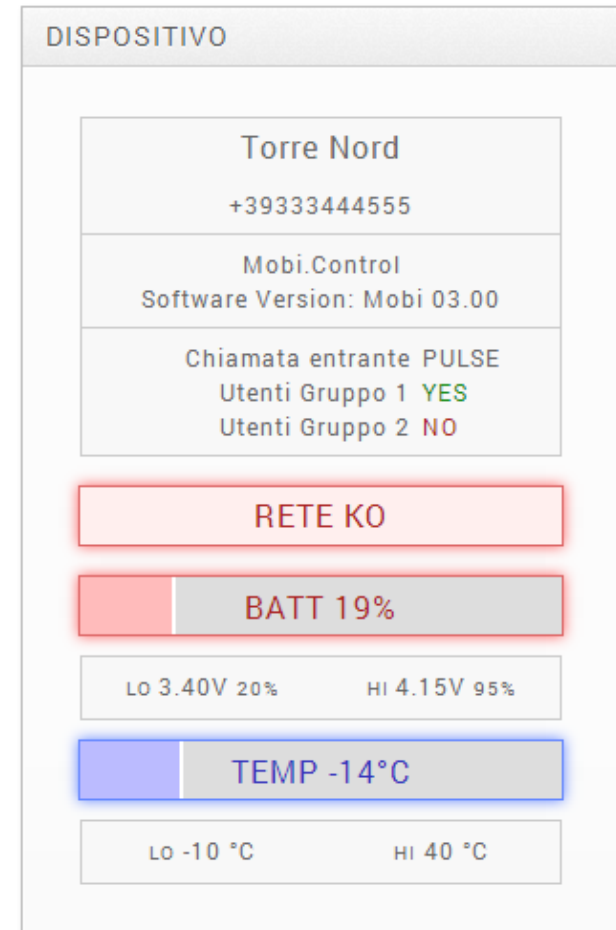 DISPOSITIVO
Torre Nord
+39333444555
Mobi.Control
Software Version: Mobi 03.00
Chiamata entrante PULSE
Utenti Gruppo 1 YES
Utenti Gruppo 2 NO
RETE KO
BATT 19%
LO 3.40V 20% HI 4.15V 95%
TEMP -14°C
LO -10 °C HI 40 °C